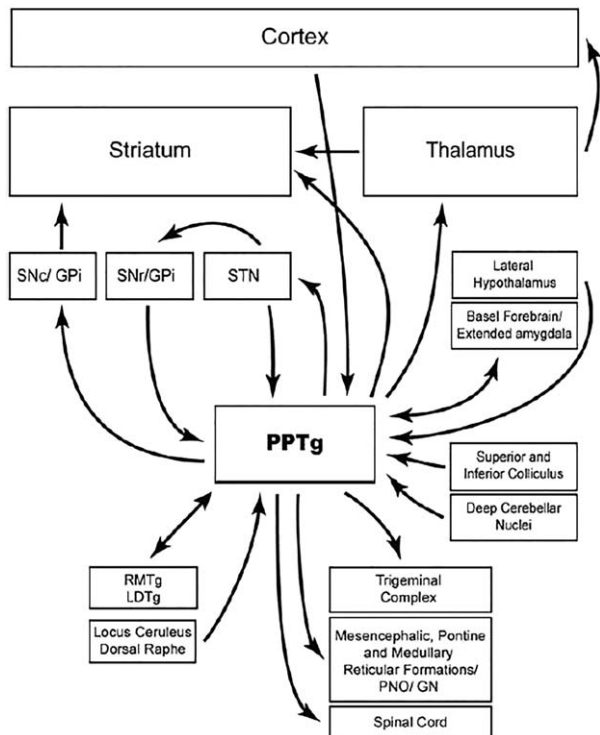 Cortex
Striatum
Thalamus
SNc/ GPi
SNr/GPi
STN
Lateral
Hypothalamus
Basel Forebrain/
Extended amygdala
PPTg
Superior and
Inferior Colliculus
Deep Cerebellar
Nuclei
RMTg
LDTg
Locus Ceruleus
Dorsal Raphe
Trigeminal
Complex
Mesencephalic, Pontine
and Medullary
Reticular Formations/
PNO/ GN
Spinal Cord